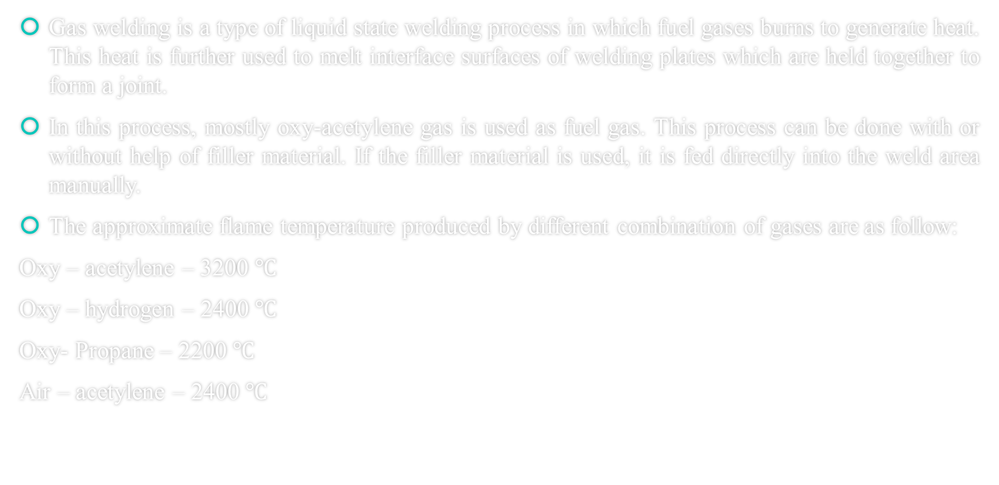 Gas welding is a type of liquid state welding process in which fuel gases burns to generate heat.
This heat is further used to melt interface surfaces of welding plates which are held together to
form a joint.
In this process, mostly oxy-acetylene gas is used as fuel gas. This process can be done with or
without help of filler material. If the filler material is used, it is fed directly into the weld area
manually.
The approximate flame temperature produced by different combination of gases are as follow:
Oxy – acetylene – 3200 ℃
Oxy – hydrogen – 2400 ℃
Oxy- Propane – 2200 ℃
Air – acetylene – 2400 ℃